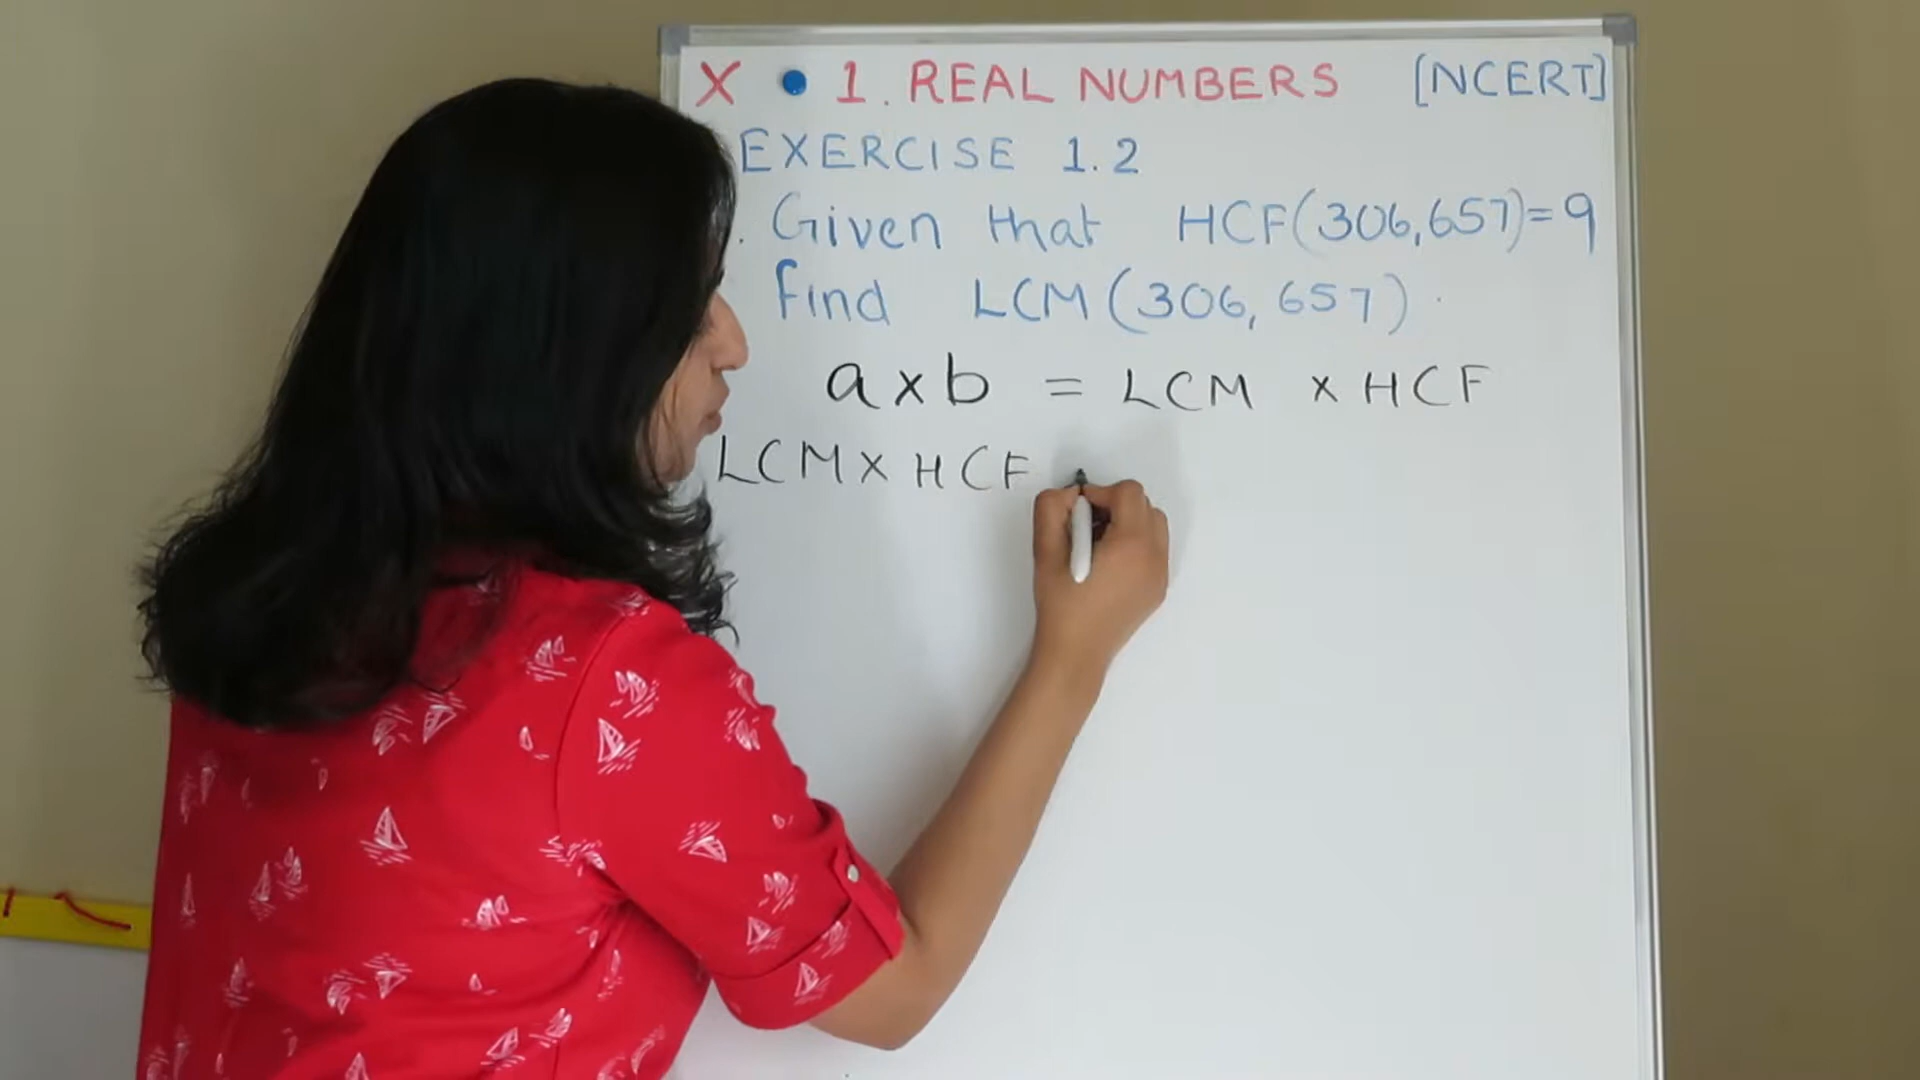 X • 1. REAL NUMBERS [NCERT]
EXERCISE 1.2
. Given that HCF(306,657)=9
find LCM(306,657).
a x b = LCM x HCF
LCM x HCF